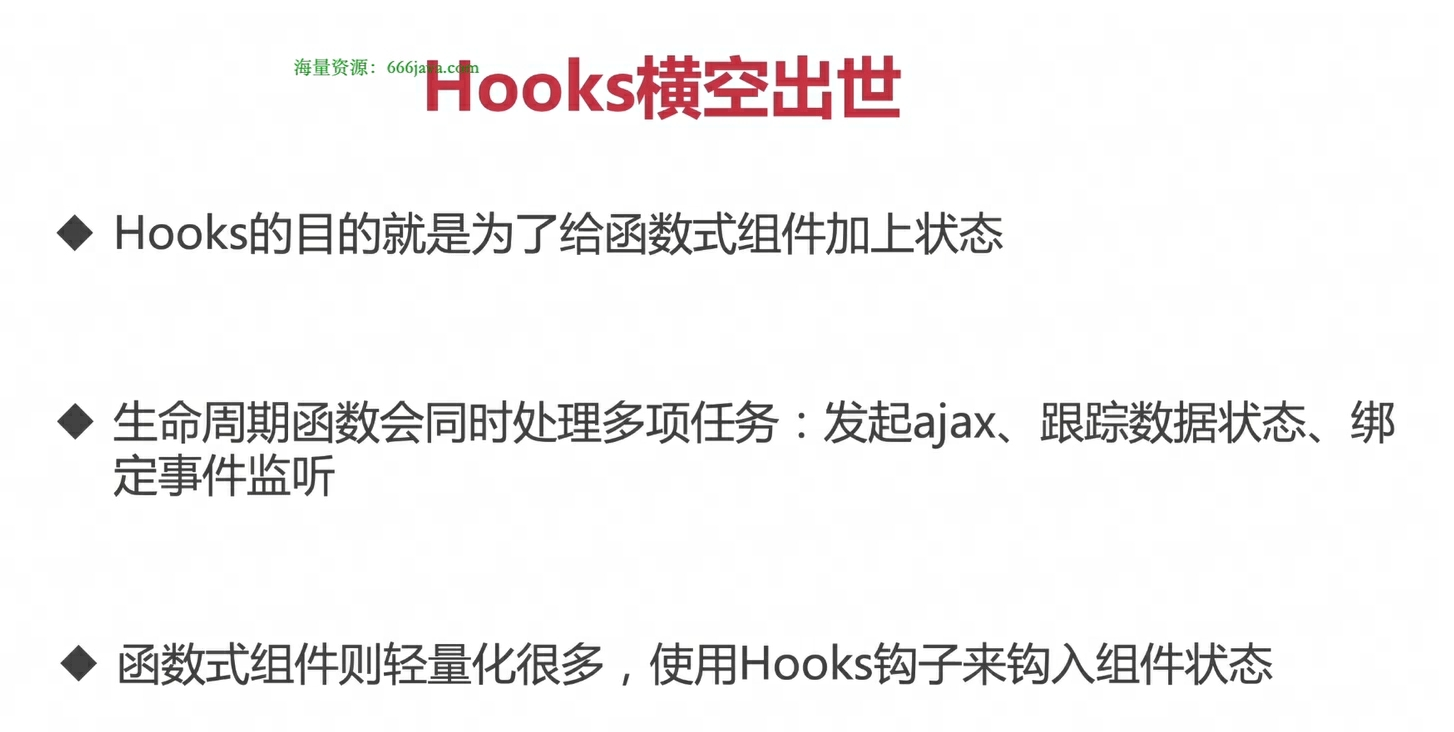 海量资源：666java.com
Hooks横空出世
◆ Hooks的目的就是为了给函数式组件加上状态
◆ 生命周期函数会同时处理多项任务：发起ajax、跟踪数据状态、绑
定事件监听
◆ 函数式组件则轻量化很多，使用Hooks钩子来钩入组件状态